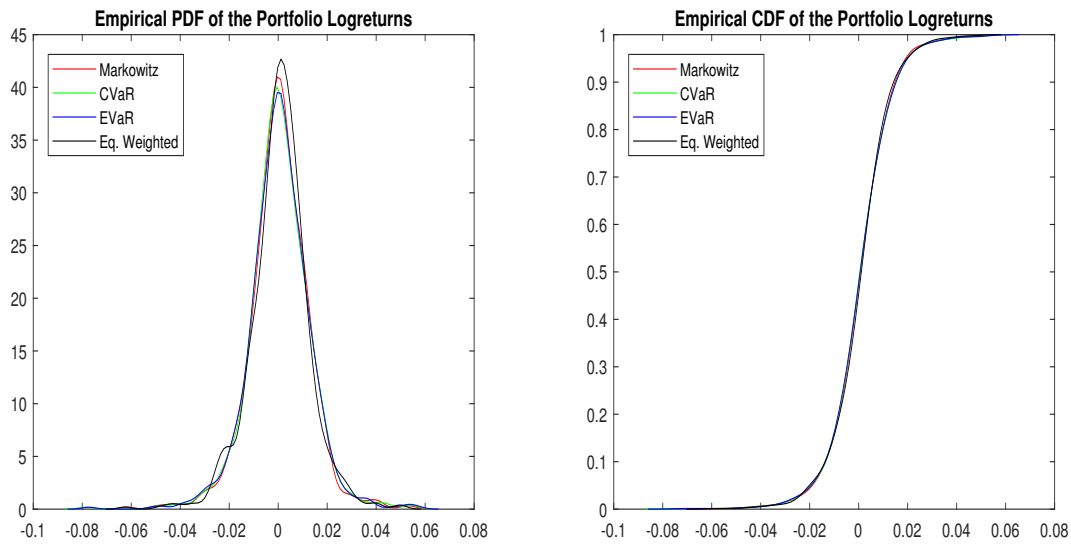 Empirical PDF of the Portfolio Logreturns
45
40
35
30
25
20
15
10
5
0
Markowitz
CVaR
EVaR
Eq. Weighted
-0.1 -0.08 -0.06 -0.04 -0.02 0 0.02 0.04 0.06 0.08
Empirical CDF of the Portfolio Logreturns
1
0.9
0.8
0.7
0.6
0.5
0.4
0.3
0.2
0.1
0
Markowitz
CVaR
EVaR
Eq. Weighted
-0.1 -0.08 -0.06 -0.04 -0.02 0 0.02 0.04 0.06 0.08